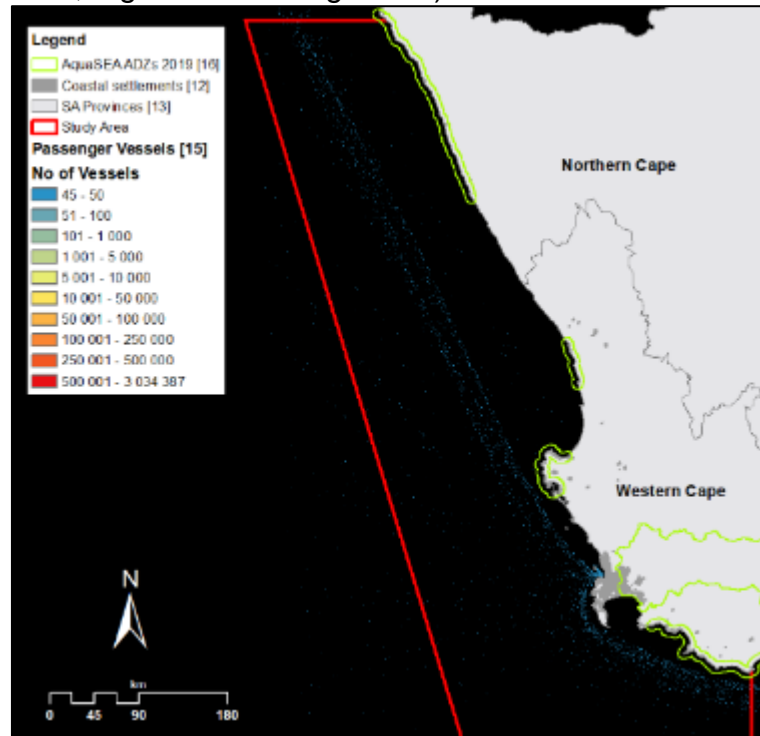 Legend
AquaSEA ADZs 2019 [16]
Coastal settlements [12]
SA Provinces [13]
Study Area
Passenger Vessels [15]
No of Vessels
45 - 50
51 - 100
101 - 1 000
1 001 - 5 000
5 001 - 10 000
10 001 - 50 000
50 001 - 100 000
100 001 - 250 000
250 001 - 500 000
500 001 - 3 034 387
Northern Cape
Western Cape
N
km
0 45 90 180